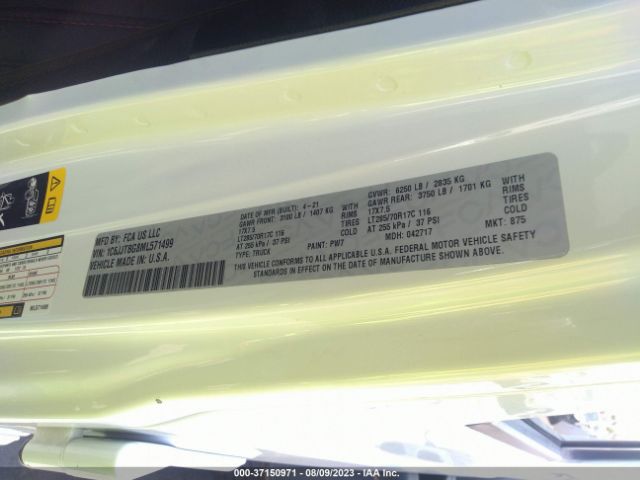 MFD BY: FCA US LLC
VIN: 1C6JJTBG8ML571499
VEHICLE MADE IN: U.S.A.
DATE OF MFR (BUILT): 4-21
GAWR FRONT: 3100 LB / 1407 KG WITH
17X7.5 RIMS
LT285/70R17C 116 TIRES
AT 255 kPa / 37 PSI COLD
TYPE: TRUCK
PAINT: PW7
GVWR: 6250 LB / 2835 KG
GAWR REAR: 3750 LB / 1701 KG WITH
17X7.5 RIMS
LT285/70R17C 116 TIRES
AT 255 kPa / 37 PSI COLD
MDH: 042717 MKT: 875
THIS VEHICLE CONFORMS TO ALL APPLICABLE U.S.A. FEDERAL MOTOR VEHICLE SAFETY
STANDARDS IN EFFECT ON THE DATE OF MANUFACTURE SHOWN ABOVE
000-37150971 - 08/09/2023 - IAA Inc.